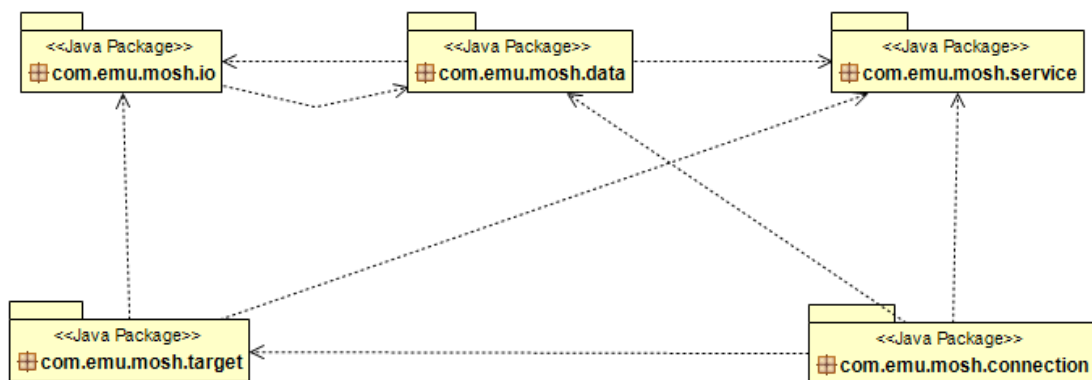 <<Java Package>>
com.emu.mosh.io
<<Java Package>>
com.emu.mosh.data
<<Java Package>>
com.emu.mosh.service
<<Java Package>>
com.emu.mosh.target
<<Java Package>>
com.emu.mosh.connection